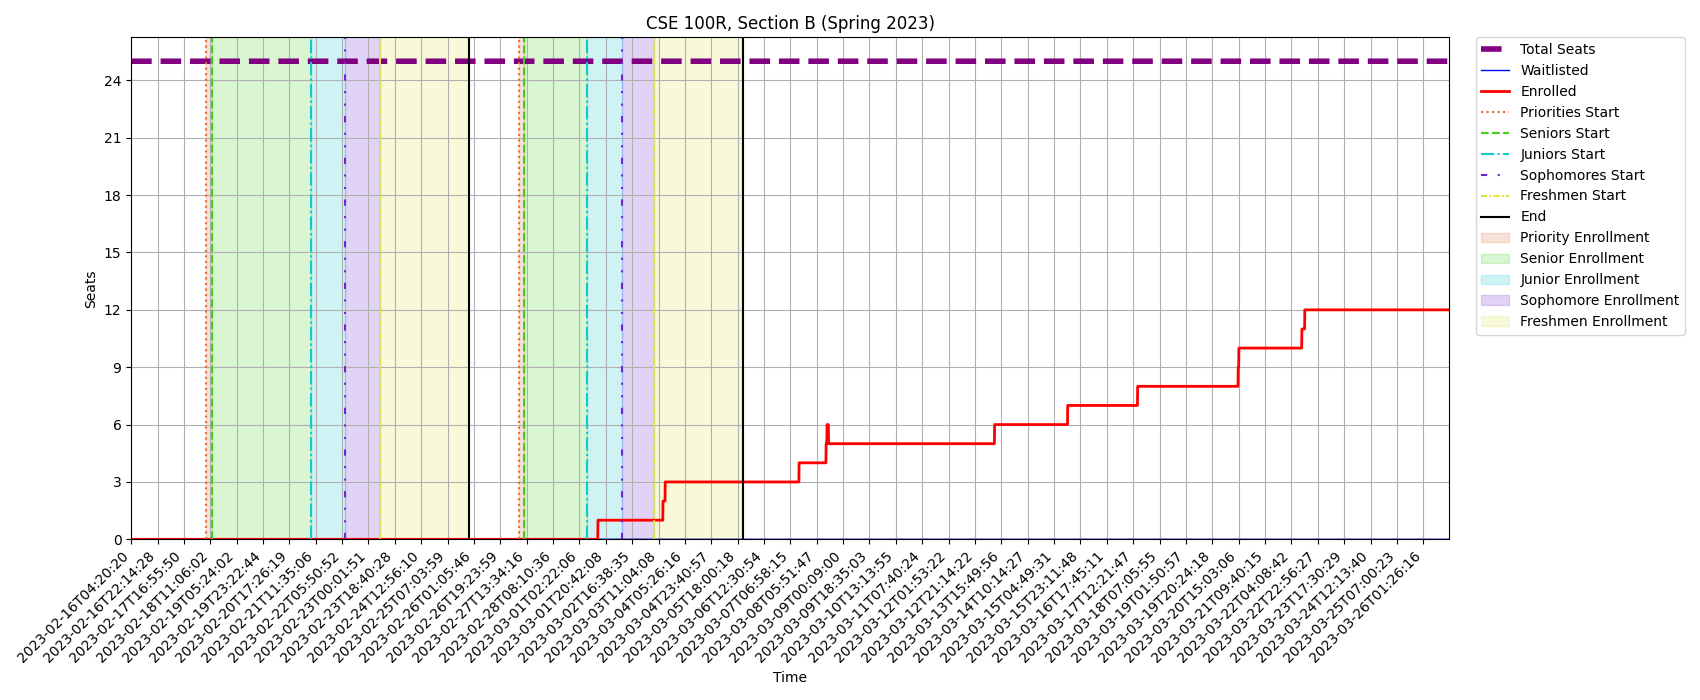 CSE 100R, Section B (Spring 2023)
Seats
24
21
18
15
12
9
6
3
0
2023-02-16T04:20:20
2023-02-16T22:14:28
2023-02-17T16:55:50
2023-02-18T11:06:02
2023-02-19T05:24:02
2023-02-19T23:22:44
2023-02-20T17:26:19
2023-02-21T11:35:06
2023-02-22T05:50:52
2023-02-23T00:01:51
2023-02-23T18:40:28
2023-02-24T12:56:10
2023-02-25T07:03:59
2023-02-26T01:05:46
2023-02-26T19:23:59
2023-02-27T13:34:16
2023-02-28T08:10:36
2023-03-01T02:22:06
2023-03-01T20:42:08
2023-03-02T16:38:35
2023-03-03T11:04:08
2023-03-04T05:26:16
2023-03-04T23:40:57
2023-03-05T18:00:18
2023-03-06T12:30:54
2023-03-07T06:58:15
2023-03-08T05:51:47
2023-03-09T00:09:00
2023-03-09T18:35:03
2023-03-10T13:13:55
2023-03-11T07:40:24
2023-03-12T01:53:22
2023-03-12T21:14:22
2023-03-13T15:49:56
2023-03-14T10:14:27
2023-03-15T04:49:31
2023-03-15T23:11:48
2023-03-16T17:45:11
2023-03-17T12:21:47
2023-03-18T07:05:55
2023-03-19T01:50:57
2023-03-19T20:24:18
2023-03-20T15:03:06
2023-03-21T09:40:15
2023-03-22T04:08:42
2023-03-22T22:56:27
2023-03-23T17:30:29
2023-03-24T12:13:40
2023-03-25T07:00:23
2023-03-26T01:26:16
Time
Total Seats
Waitlisted
Enrolled
Priorities Start
Seniors Start
Juniors Start
Sophomores Start
Freshmen Start
End
Priority Enrollment
Senior Enrollment
Junior Enrollment
Sophomore Enrollment
Freshmen Enrollment